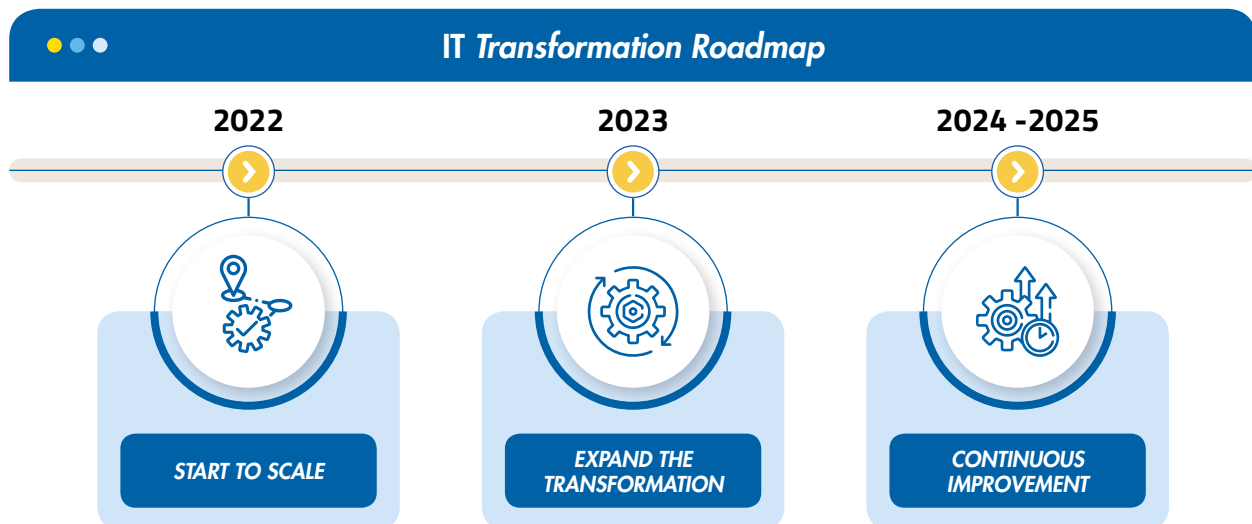 IT Transformation Roadmap
2022
2023
2024 -2025
START TO SCALE
EXPAND THE
TRANSFORMATION
CONTINUOUS
IMPROVEMENT